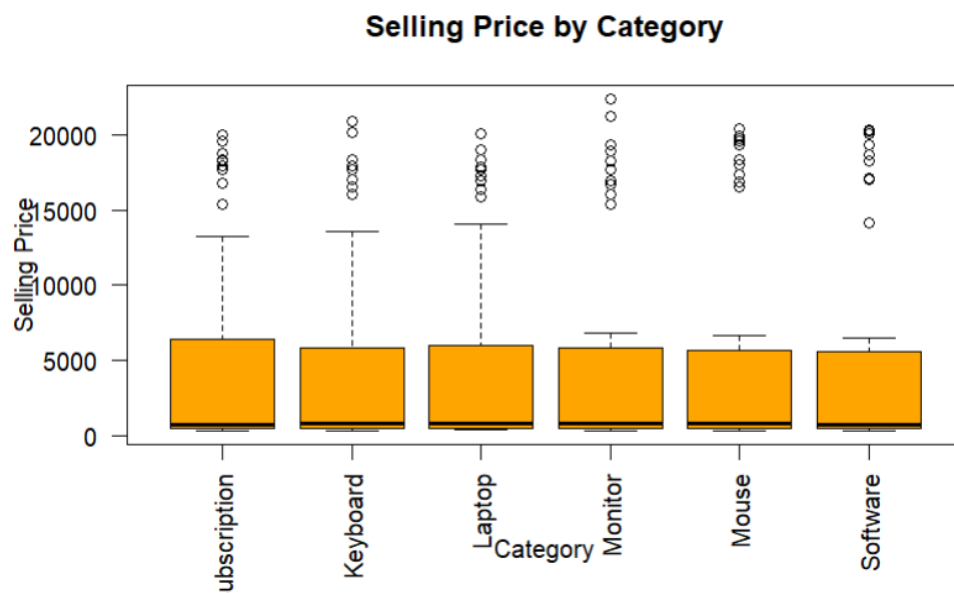 Selling Price by Category
Selling Price
20000
15000
10000
5000
0
ubscription
Keyboard
Laptop
Monitor
Mouse
Software
Category